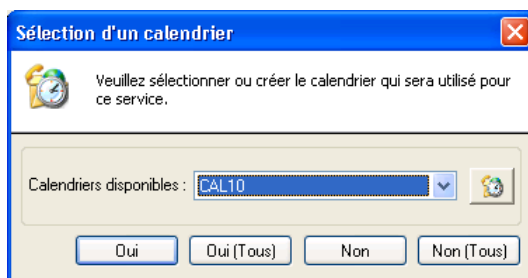 Sélection d'un calendrier
Veuillez sélectionner ou créer le calendrier qui sera utilisé pour
ce service.
Calendriers disponibles : CAL10
Oui Oui (Tous) Non Non (Tous)